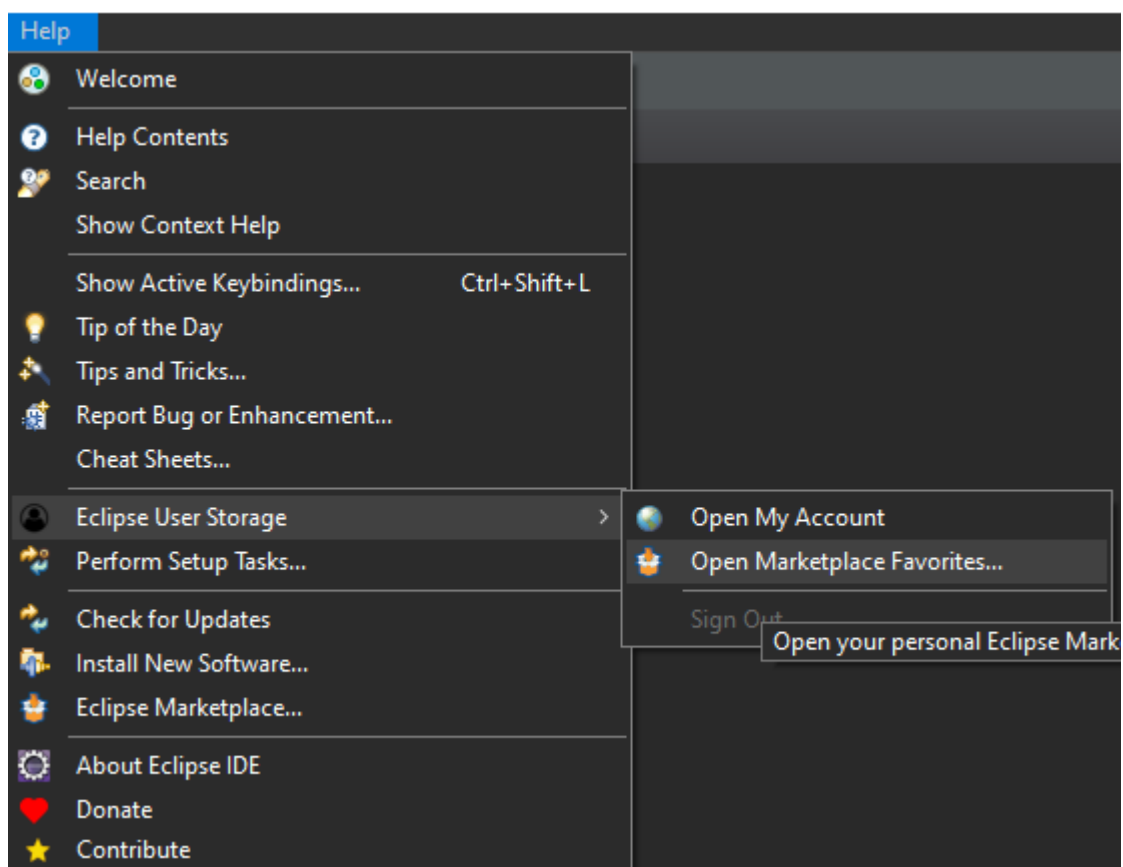 Help
Welcome
Help Contents
Search
Show Context Help
Show Active Keybindings... Ctrl+Shift+L
Tip of the Day
Tips and Tricks...
Report Bug or Enhancement...
Cheat Sheets...
Eclipse User Storage
Perform Setup Tasks...
Check for Updates
Install New Software...
Eclipse Marketplace...
About Eclipse IDE
Donate
Contribute
Open My Account
Open Marketplace Favorites...
Sign Out
Open your personal Eclipse Mark